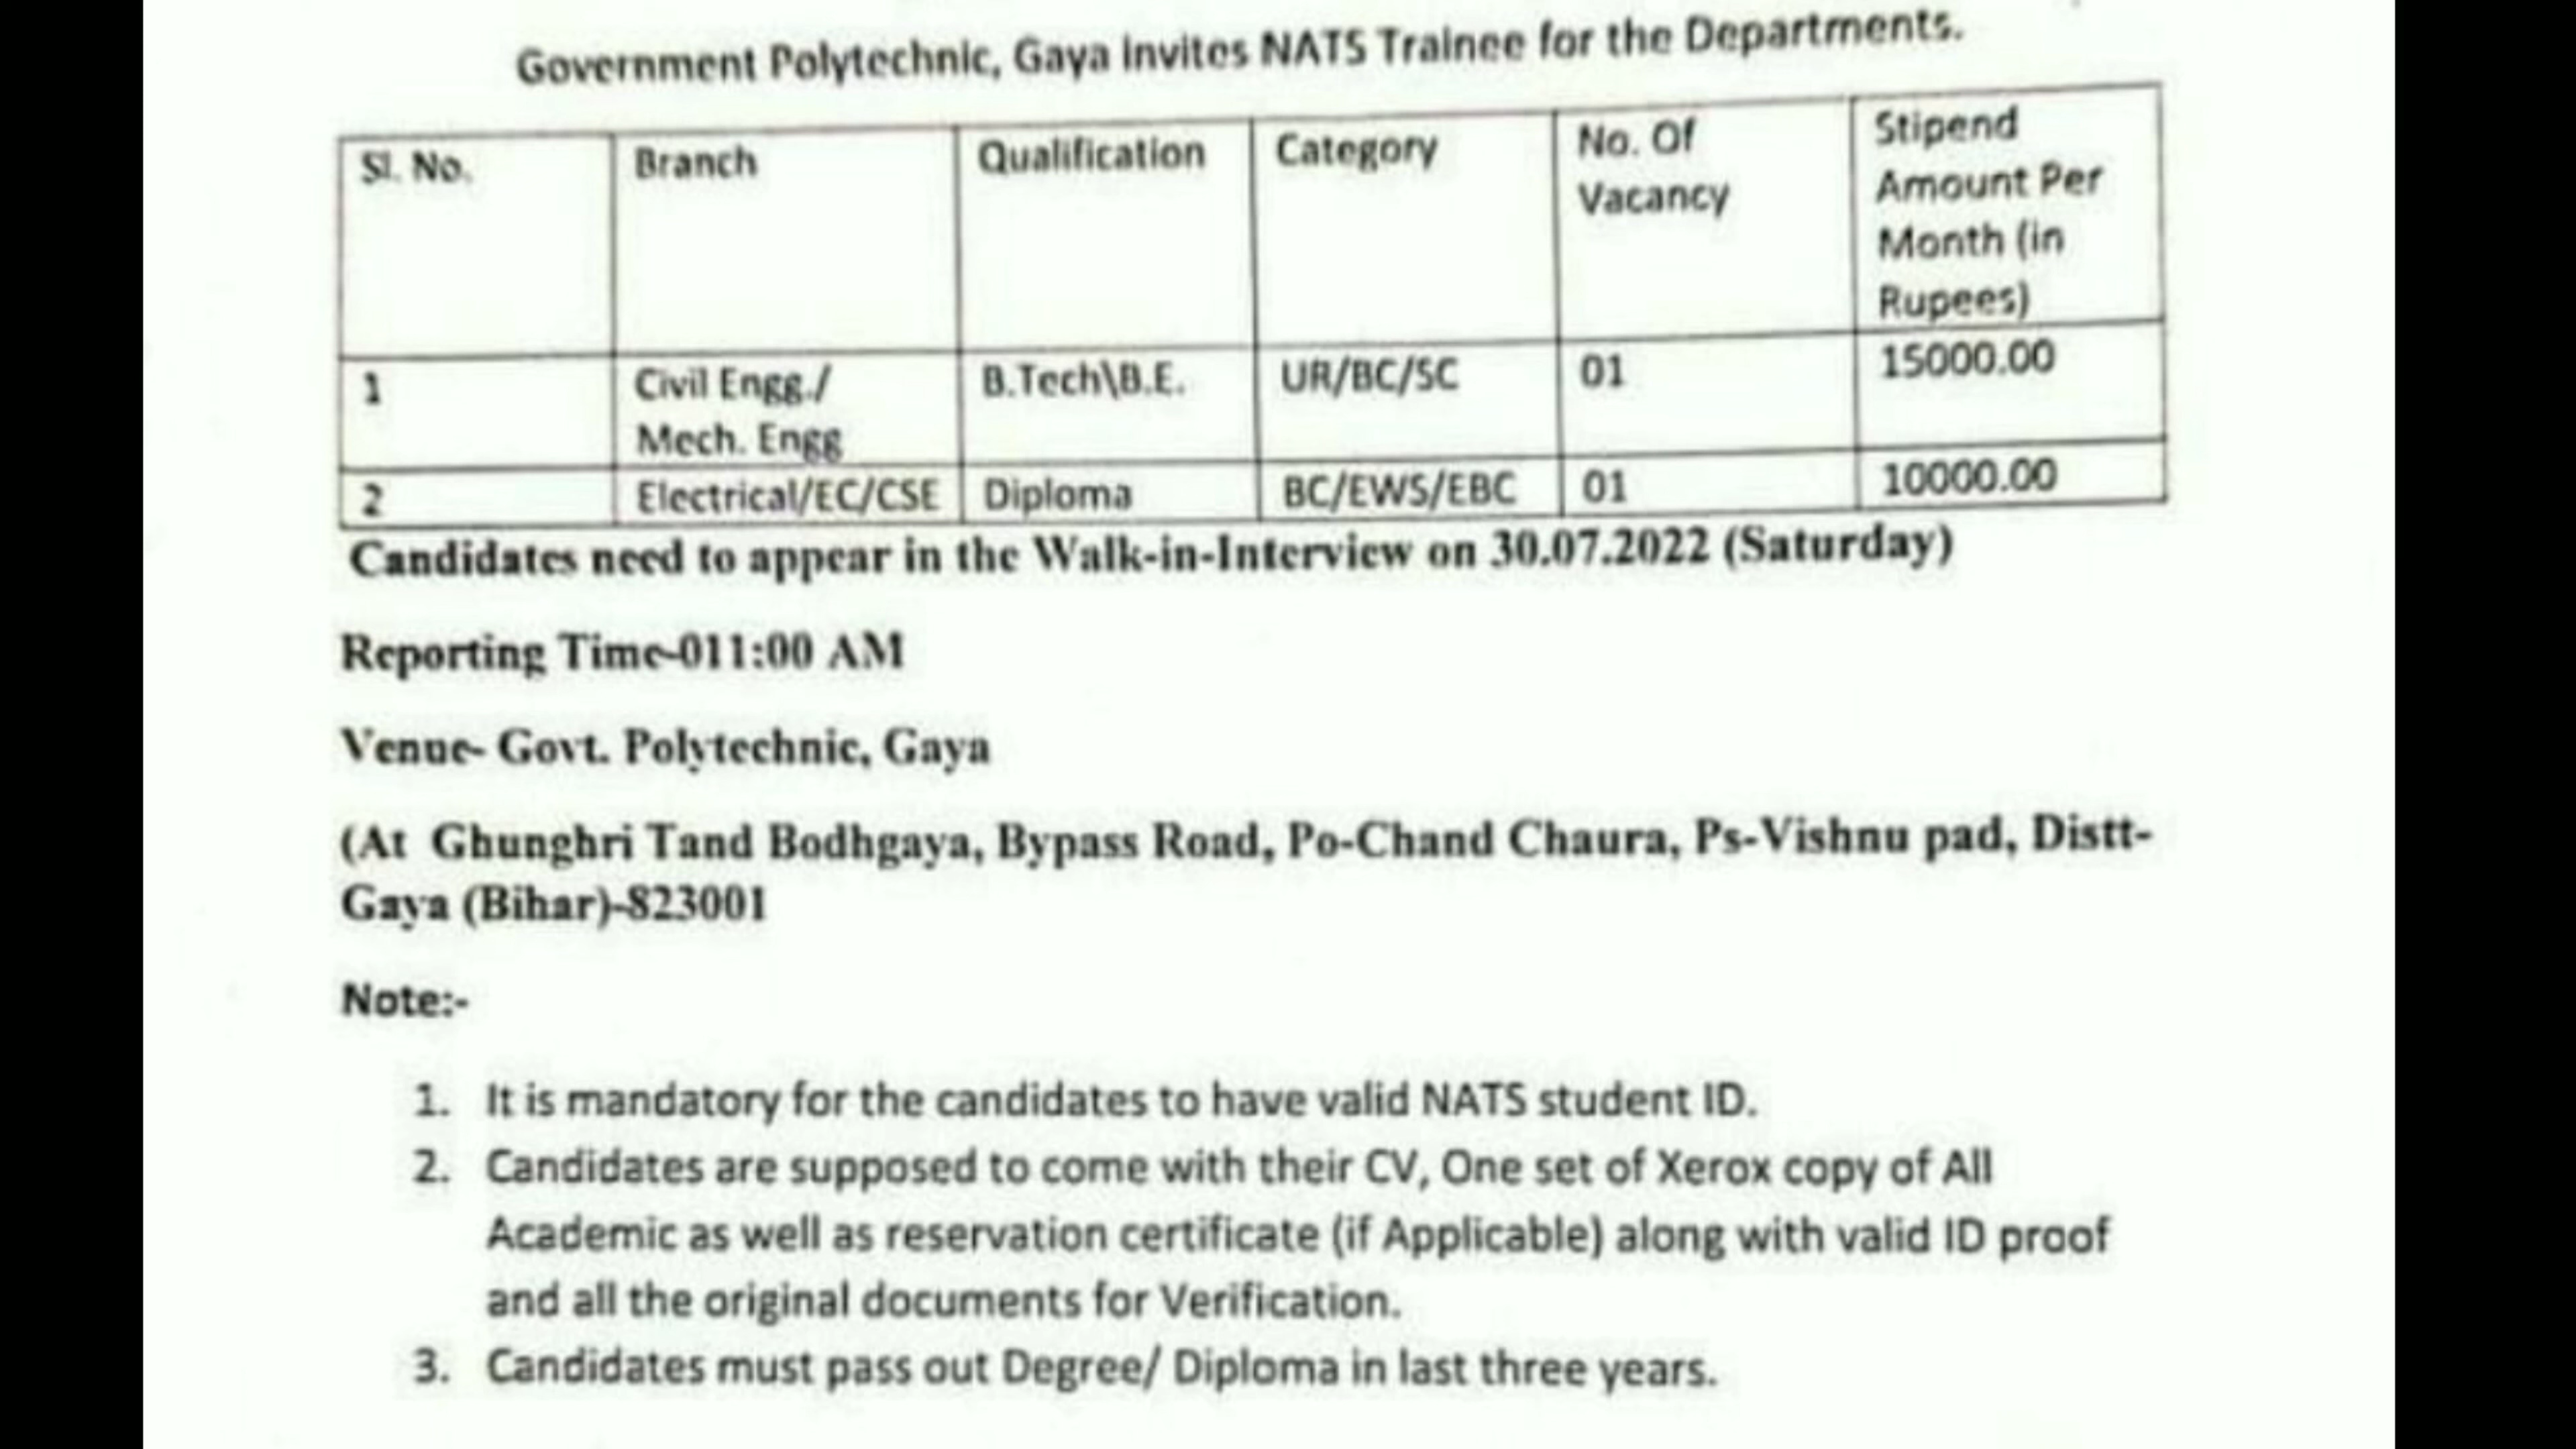 Government Polytechnic, Gaya invites NATS Trainee for the Departments.
Sl. No. Branch Qualification Category No. Of Vacancy Stipend Amount Per Month (in Rupees)
1 Civil Engg./ Mech. Engg B.Tech\B.E. UR/BC/SC 01 15000.00
2 Electrical/EC/CSE Diploma BC/EWS/EBC 01 10000.00
Candidates need to appear in the Walk-in-Interview on 30.07.2022 (Saturday)
Reporting Time-011:00 AM
Venue- Govt. Polytechnic, Gaya
(At Ghunghri Tand Bodhgaya, Bypass Road, Po-Chand Chaura, Ps-Vishnu pad, Distt-
Gaya (Bihar)-823001
Note:-
1. It is mandatory for the candidates to have valid NATS student ID.
2. Candidates are supposed to come with their CV, One set of Xerox copy of All
Academic as well as reservation certificate (if Applicable) along with valid ID proof
and all the original documents for Verification.
3. Candidates must pass out Degree/ Diploma in last three years.